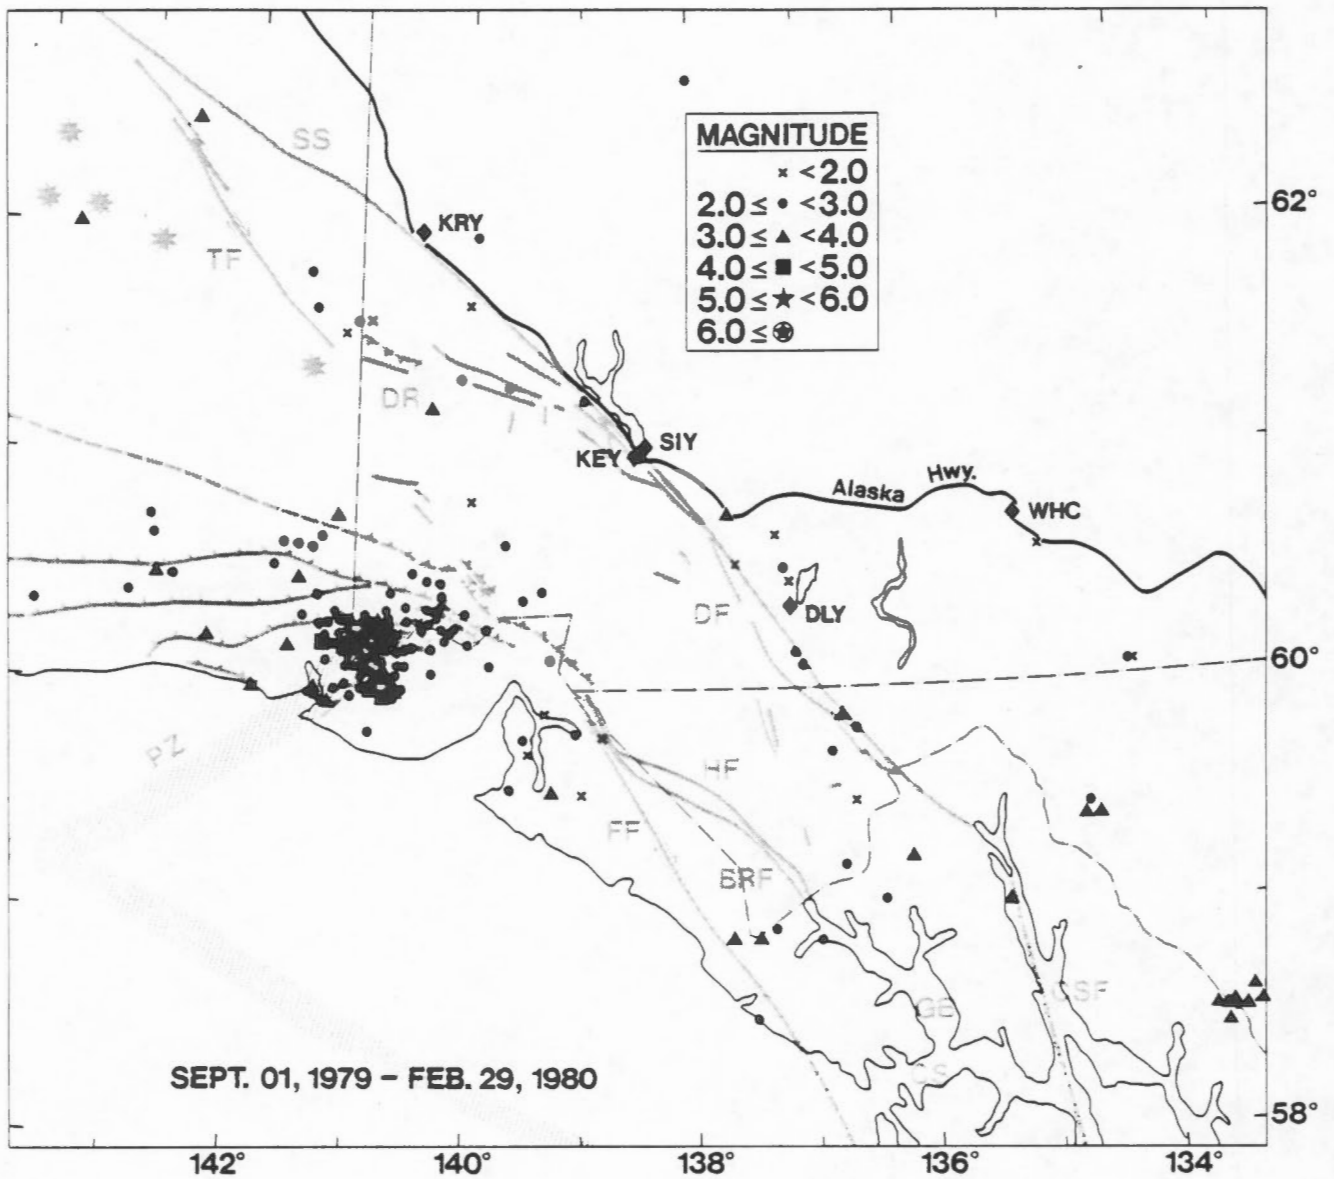 MAGNITUDE
× < 2.0
2.0 ≤ ● < 3.0
3.0 ≤ ▲ < 4.0
4.0 ≤ ■ < 5.0
5.0 ≤ ★ < 6.0
6.0 ≤
SS
62°
KRY
TF
DR
SIY
KEY
Alaska Hwy.
WHC
DF
DLY
60°
PZ
HF
FF
BRF
GB
CSF
CS
SEPT. 01, 1979 – FEB. 29, 1980
58°
142° 140° 138° 136° 134°